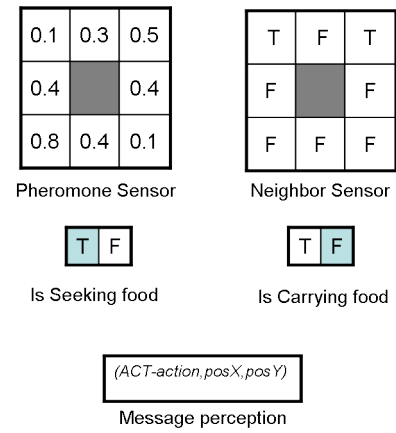 0.1 0.3 0.5
0.4 0.4
0.8 0.4 0.1
Pheromone Sensor
T F T
F F
F F F
Neighbor Sensor
T F
Is Seeking food
T F
Is Carrying food
(ACT-action,posX,posY)
Message perception